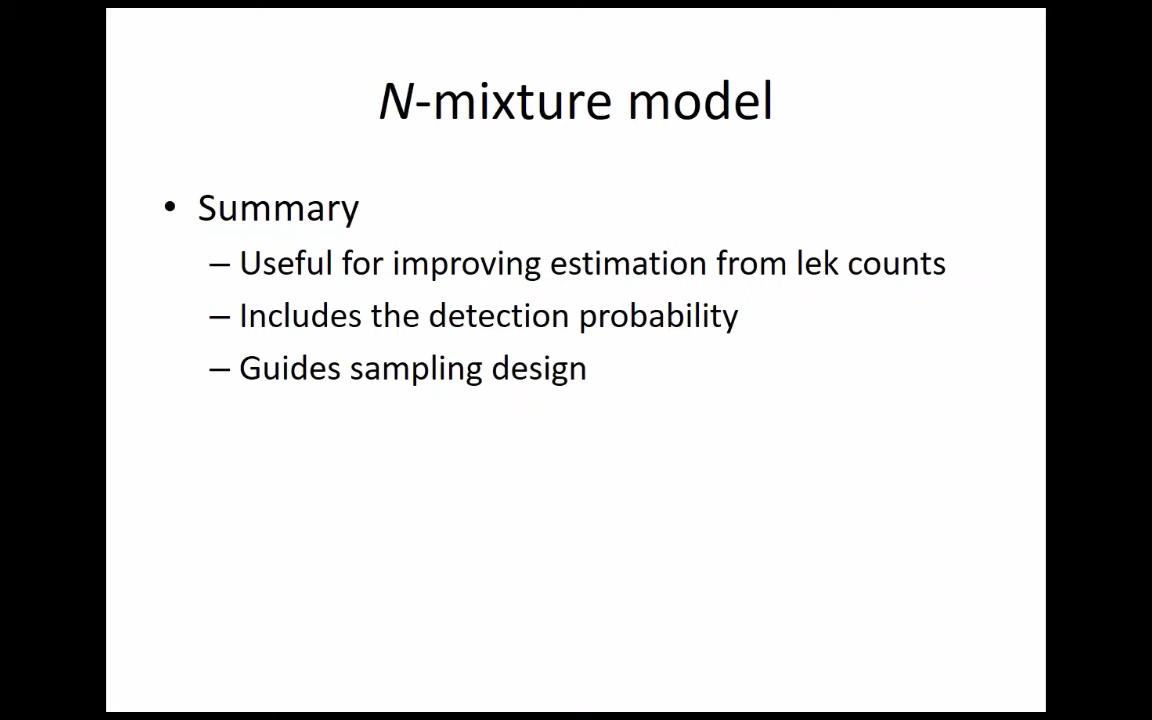 N-mixture model
• Summary
– Useful for improving estimation from lek counts
– Includes the detection probability
– Guides sampling design